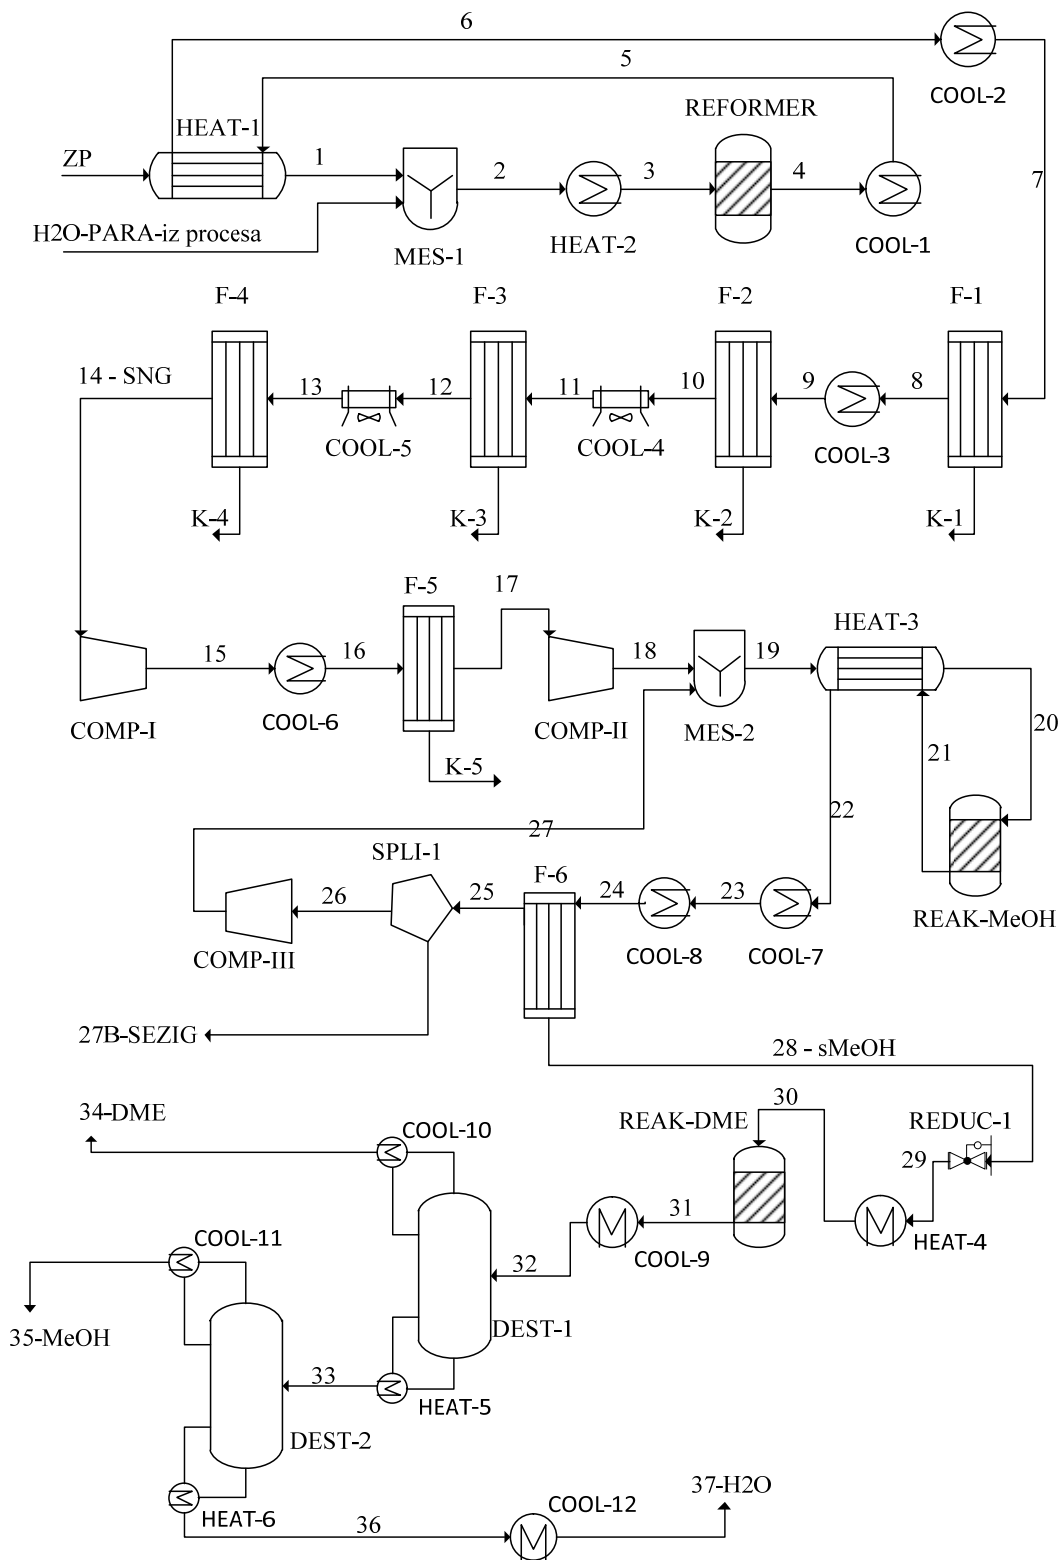 6
COOL-2
5
REFORMER
HEAT-1
ZP
1
2
3
4
7
H2O-PARA-iz procesa
MES-1
HEAT-2
COOL-1
F-4
F-3
F-2
F-1
14 - SNG
13
12
11
10
9
8
COOL-5
COOL-4
COOL-3
K-4
K-3
K-2
K-1
F-5
17
HEAT-3
15
16
18
19
COMP-I
COOL-6
COMP-II
MES-2
20
21
K-5
22
27
SPLI-1
F-6
26
25
24
23
REAK-MeOH
COMP-III
COOL-8
COOL-7
27B-SEZIG
28 - sMeOH
34-DME
30
REAK-DME
REDUC-1
COOL-10
29
31
COOL-11
HEAT-4
32
COOL-9
35-MeOH
DEST-1
33
HEAT-5
DEST-2
37-H2O
COOL-12
HEAT-6
36